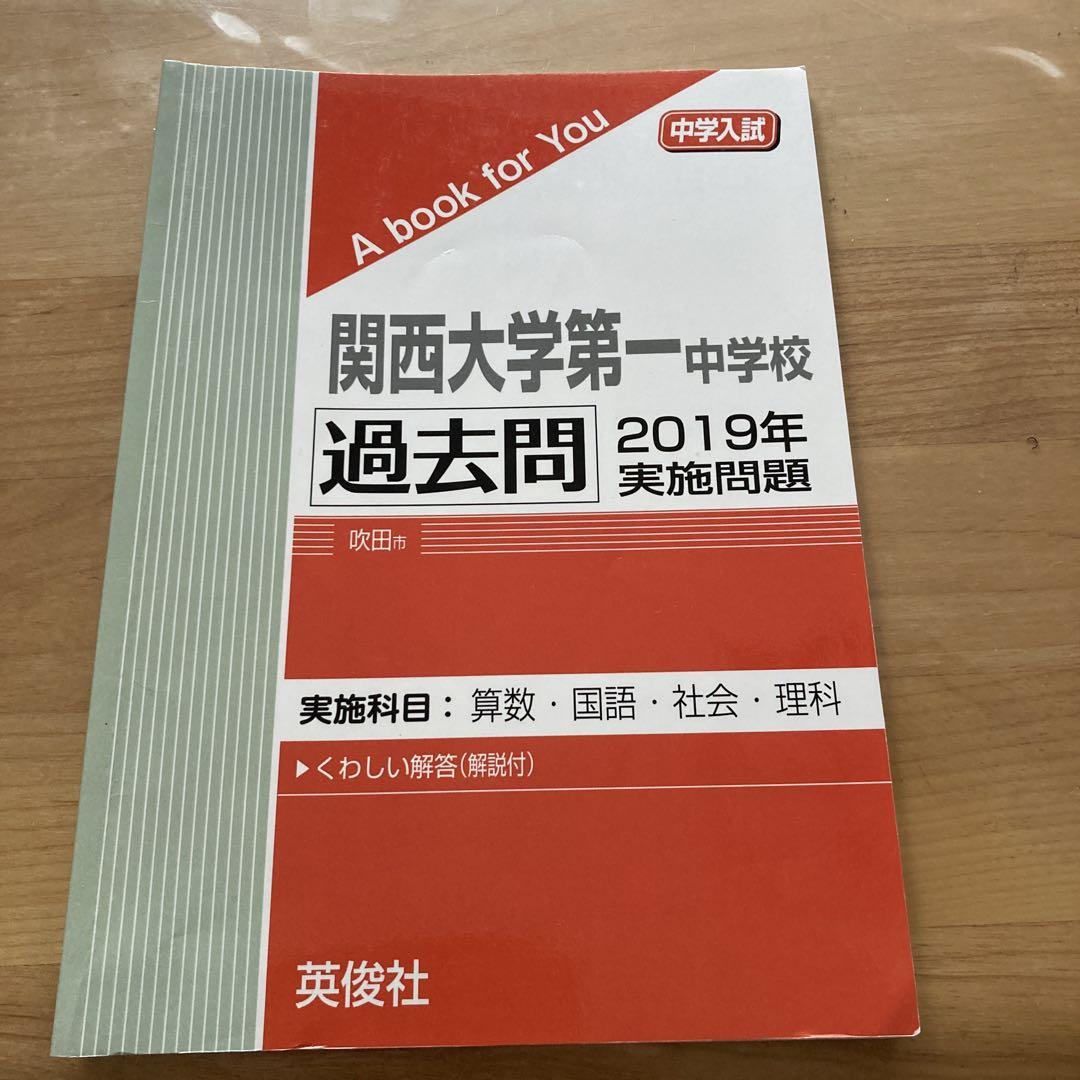 A book for You
中学入試
関西大学第一中学校
過去問
2019年
実施問題
吹田市
実施科目：算数・国語・社会・理科
▶くわしい解答(解説付)
英俊社